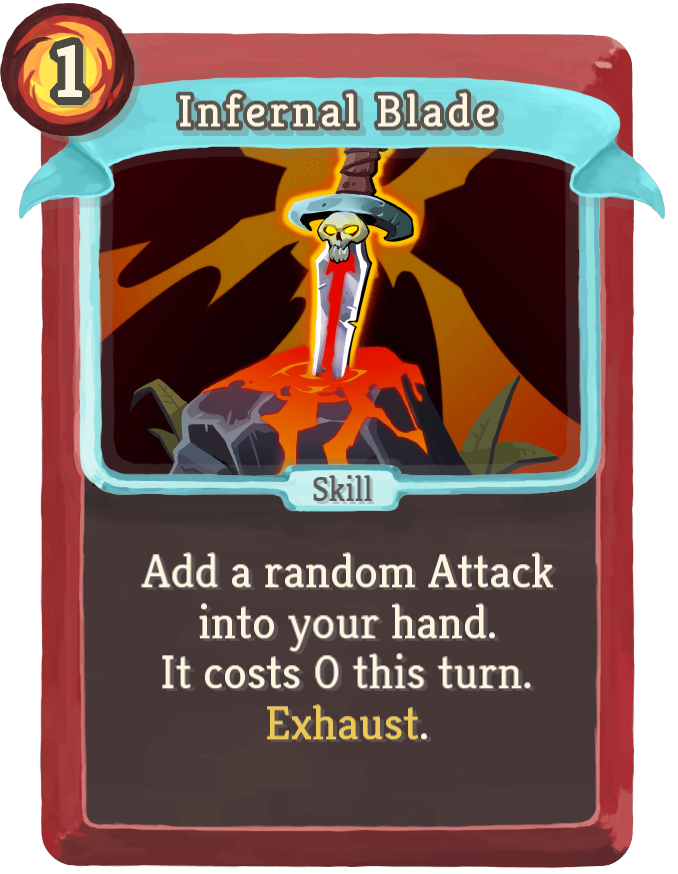 1
Infernal Blade
Skill
Add a random Attack
into your hand.
It costs 0 this turn.
Exhaust.